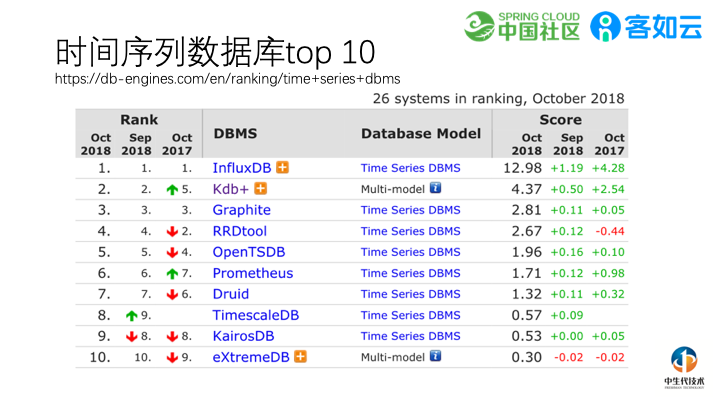 SPRING CLOUD
中国社区
客如云
时间序列数据库top 10
https://db-engines.com/en/ranking/time+series+dbms
26 systems in ranking, October 2018
Rank DBMS Database Model Score
Oct 2018 Sep 2018 Oct 2017 Oct 2018 Sep 2018 Oct 2017
1. 1. 1. InfluxDB Time Series DBMS 12.98 +1.19 +4.28
2. 2. 5. Kdb+ Multi-model 4.37 +0.50 +2.54
3. 3. 3. Graphite Time Series DBMS 2.81 +0.11 +0.05
4. 4. 2. RRDtool Time Series DBMS 2.67 +0.12 -0.44
5. 5. 4. OpenTSDB Time Series DBMS 1.96 +0.16 +0.10
6. 6. 7. Prometheus Time Series DBMS 1.71 +0.12 +0.98
7. 7. 6. Druid Time Series DBMS 1.32 +0.11 +0.32
8. 9. TimescaleDB Time Series DBMS 0.57 +0.09
9. 8. 8. KairosDB Time Series DBMS 0.53 +0.00 +0.05
10. 10. 9. eXtremeDB Multi-model 0.30 -0.02 -0.02
中生代技术